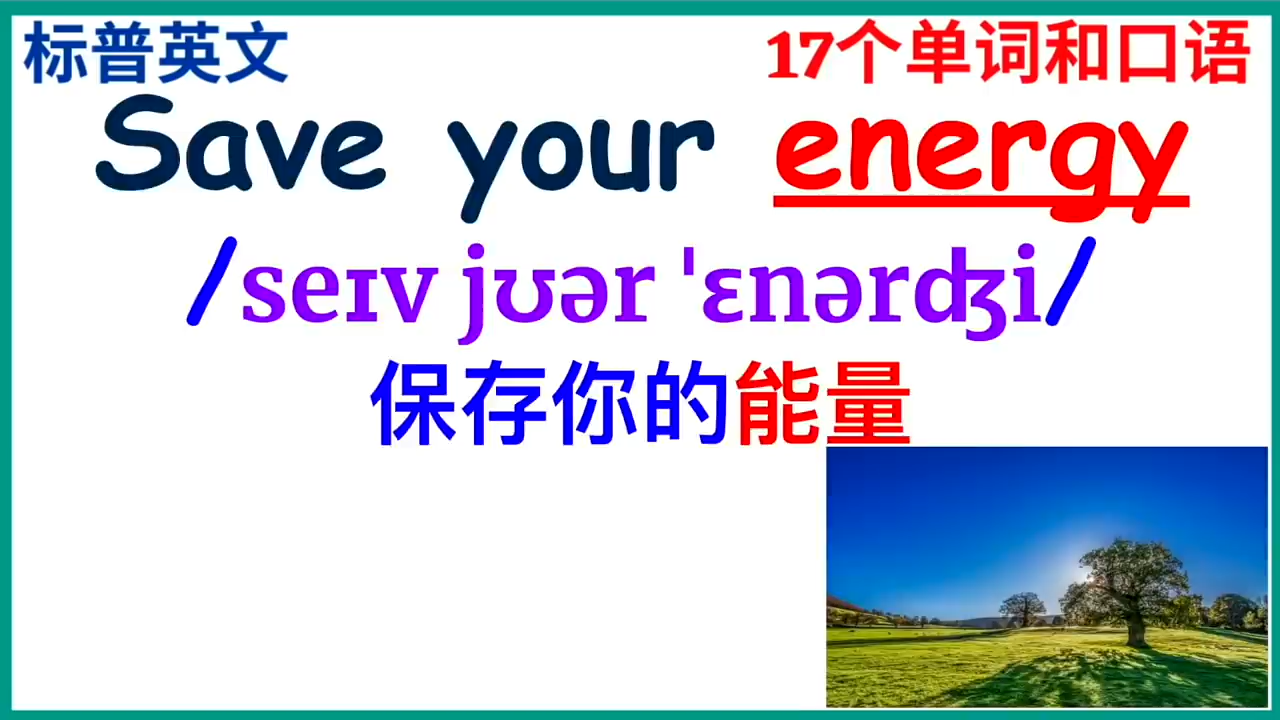 标普英文
17个单词和口语
Save your energy
/seɪv jʊər ˈɛnərʤi/
保存你的能量